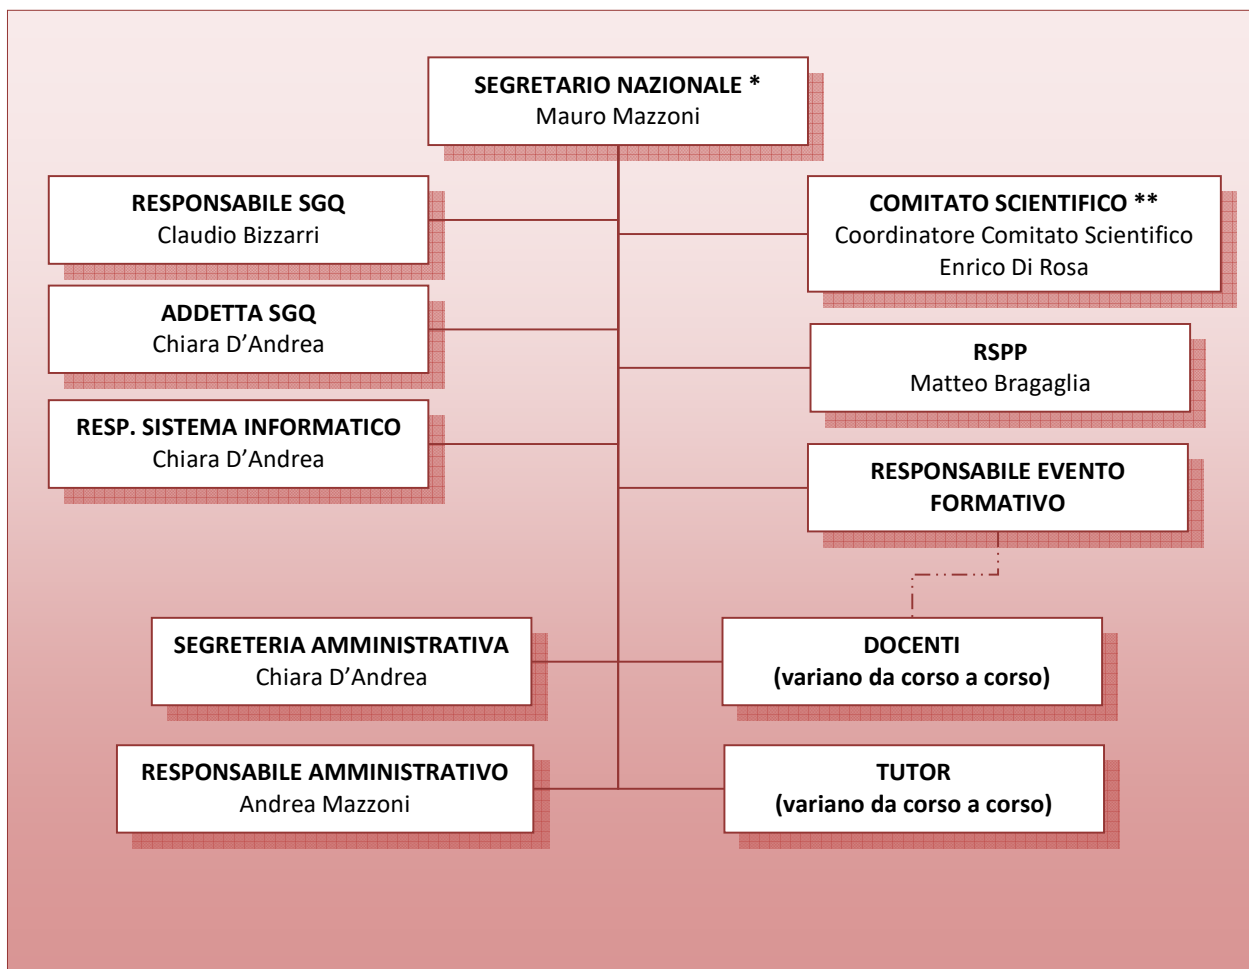 SEGRETARIO NAZIONALE *
Mauro Mazzoni
RESPONSABILE SGQ
Claudio Bizzarri
COMITATO SCIENTIFICO **
Coordinatore Comitato Scientifico
Enrico Di Rosa
ADDETTA SGQ
Chiara D’Andrea
RSPP
Matteo Bragaglia
RESP. SISTEMA INFORMATICO
Chiara D’Andrea
RESPONSABILE EVENTO
FORMATIVO
SEGRETERIA AMMINISTRATIVA
Chiara D’Andrea
DOCENTI
(variano da corso a corso)
RESPONSABILE AMMINISTRATIVO
Andrea Mazzoni
TUTOR
(variano da corso a corso)